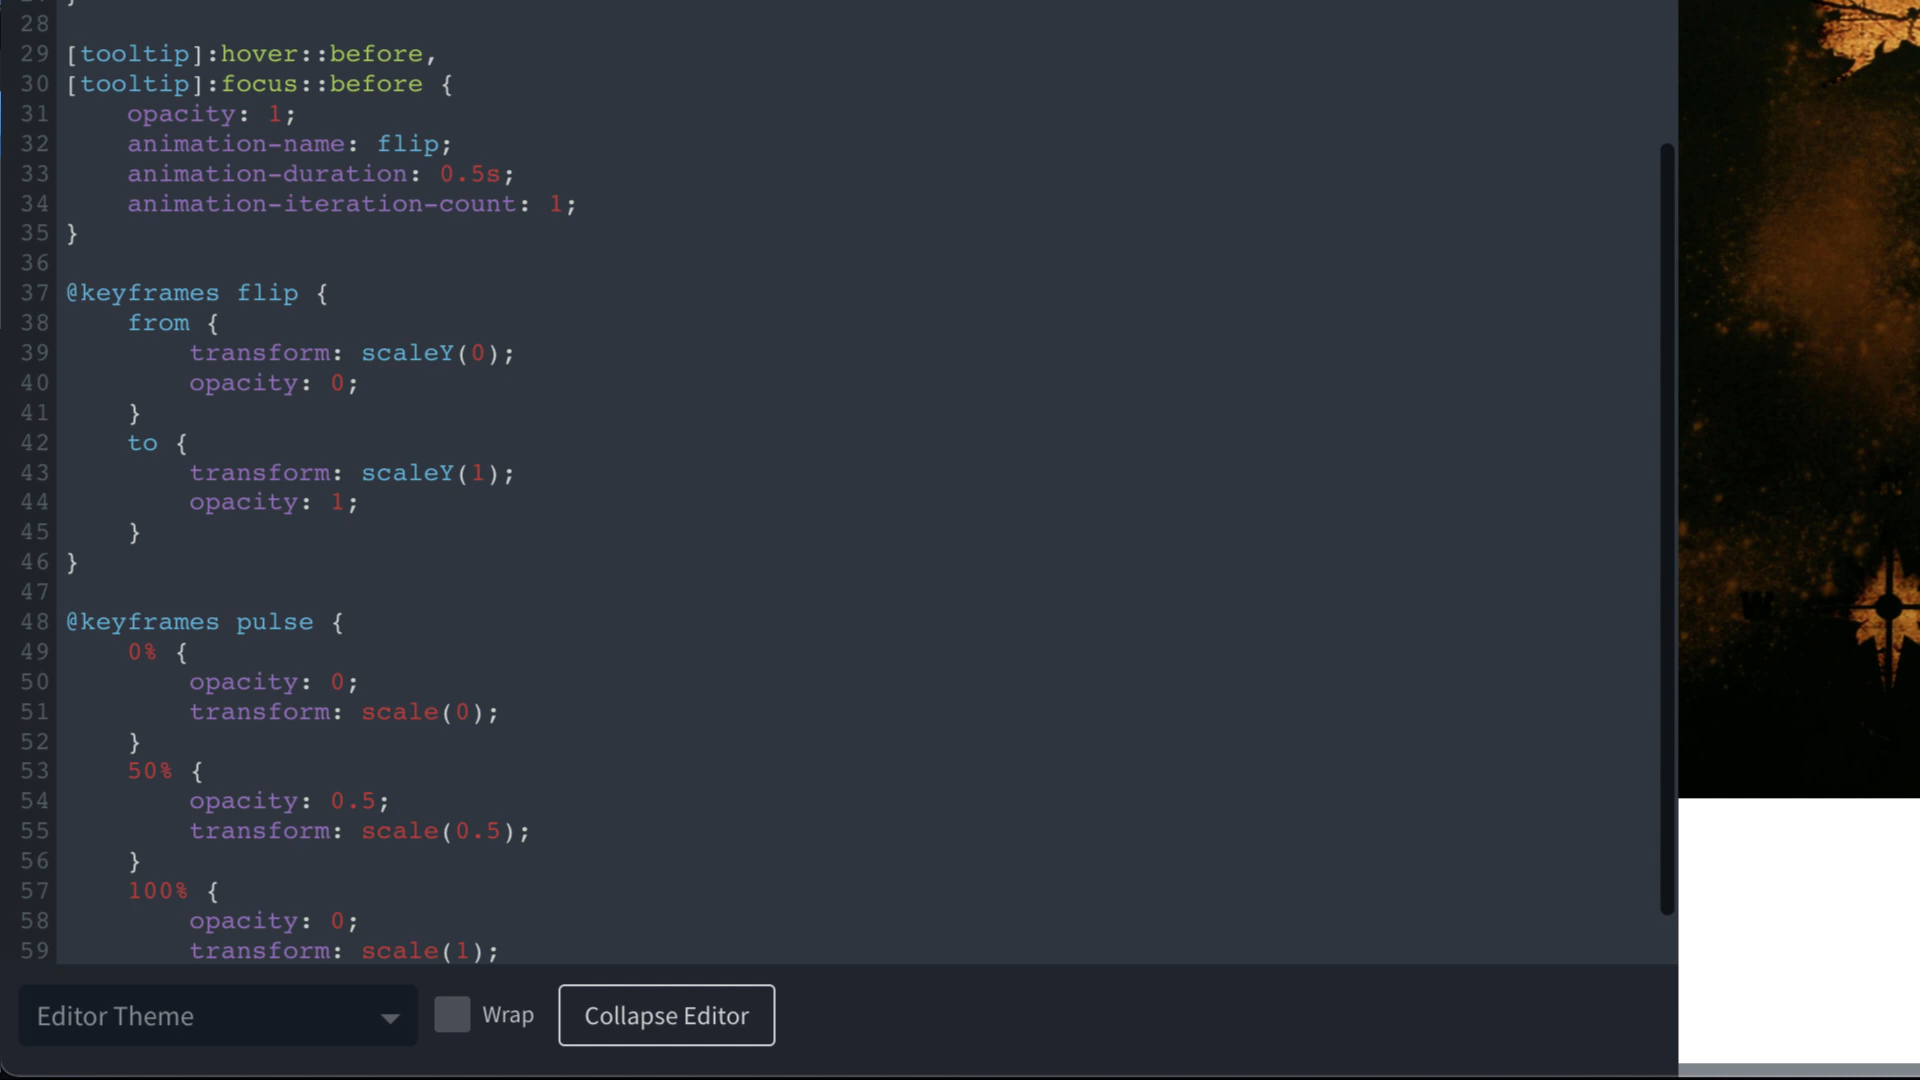 28
29 [tooltip]:hover::before,
30 [tooltip]:focus::before {
31     opacity: 1;
32     animation-name: flip;
33     animation-duration: 0.5s;
34     animation-iteration-count: 1;
35 }
36
37 @keyframes flip {
38     from {
39         transform: scaleY(0);
40         opacity: 0;
41     }
42     to {
43         transform: scaleY(1);
44         opacity: 1;
45     }
46 }
47
48 @keyframes pulse {
49     0% {
50         opacity: 0;
51         transform: scale(0);
52     }
53     50% {
54         opacity: 0.5;
55         transform: scale(0.5);
56     }
57     100% {
58         opacity: 0;
59         transform: scale(1);
Editor Theme Wrap Collapse Editor
W